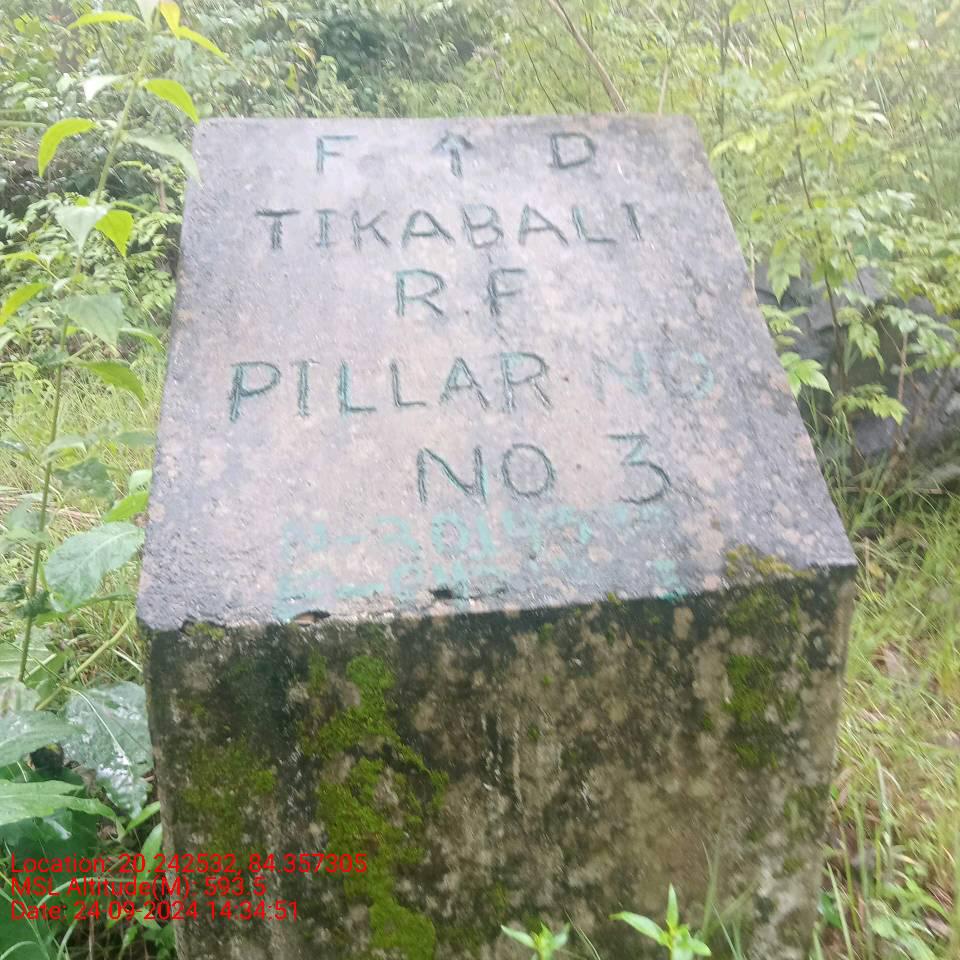 F ↑ D
TIKABALI
R F
PILLAR NO
NO 3
Location: 20.242532, 84.357305
MSL Altitude(M): 593.5
Date: 24-09-2024 14:34:51